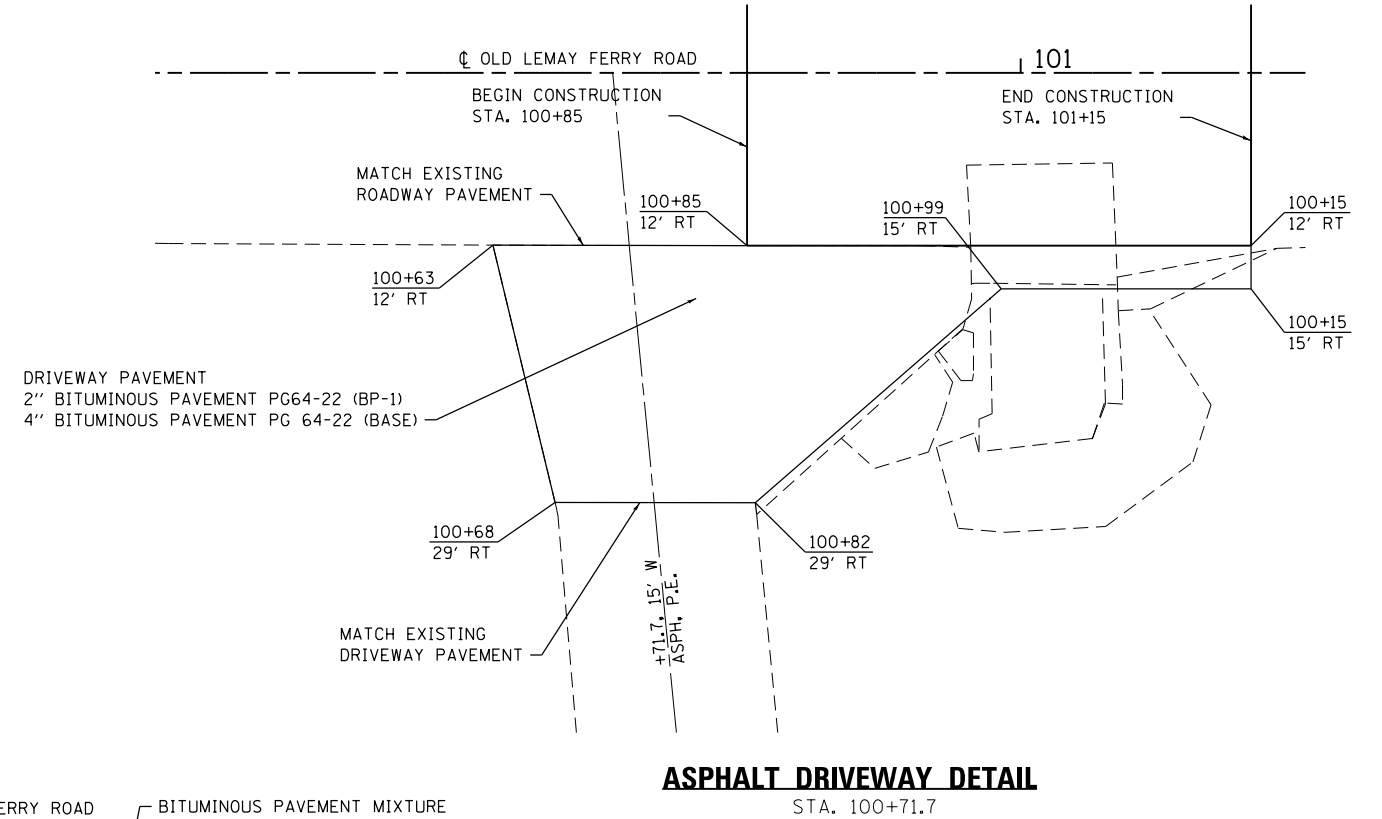 ℄ OLD LEMAY FERRY ROAD
101
BEGIN CONSTRUCTION
STA. 100+85
END CONSTRUCTION
STA. 101+15
MATCH EXISTING
ROADWAY PAVEMENT
100+85
12' RT
100+99
15' RT
100+15
12' RT
100+63
12' RT
100+15
15' RT
DRIVEWAY PAVEMENT
2'' BITUMINOUS PAVEMENT PG64-22 (BP-1)
4'' BITUMINOUS PAVEMENT PG 64-22 (BASE)
100+68
29' RT
100+82
29' RT
+71.7, 15' W
ASPH. P.E.
MATCH EXISTING
DRIVEWAY PAVEMENT
ASPHALT DRIVEWAY DETAIL
STA. 100+71.7
ERRY ROAD
BITUMINOUS PAVEMENT MIXTURE